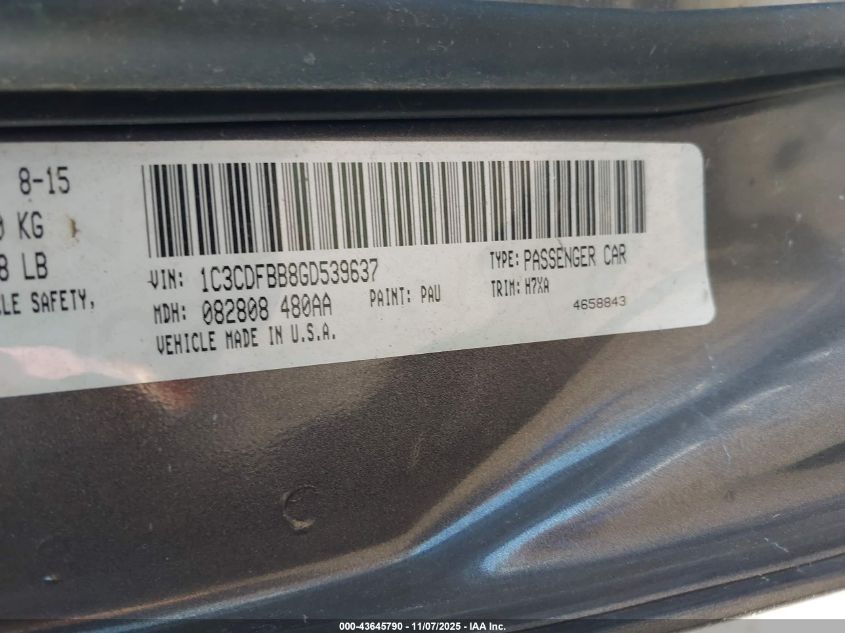 8-15
KG
LB
CLE SAFETY,
VIN: 1C3CDFBB8GD539637
TYPE: PASSENGER CAR
MDH: 082808 480AA
PAINT: PAU
TRIM: H7XA
4658843
VEHICLE MADE IN U.S.A.
000-43645790 - 11/07/2025 - IAA Inc.